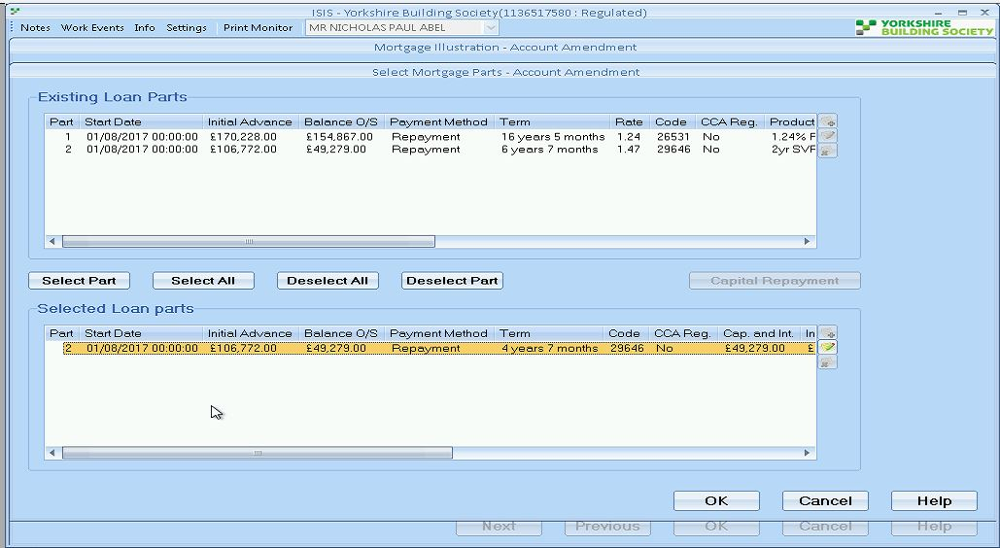 ISIS - Yorkshire Building Society(1136517580 : Regulated)
Notes Work Events Info Settings Print Monitor MR NICHOLAS PAUL ABEL YORKSHIRE BUILDING SOCIETY
Mortgage Illustration - Account Amendment
Select Mortgage Parts - Account Amendment
Existing Loan Parts
Part Start Date Initial Advance Balance O/S Payment Method Term Rate Code CCA Reg. Product
1 01/08/2017 00:00:00 £170,228.00 £154,867.00 Repayment 16 years 5 months 1.24 26531 No 1.24% F
2 01/08/2017 00:00:00 £106,772.00 £49,279.00 Repayment 6 years 7 months 1.47 29646 No 2yr SVF
Select Part Select All Deselect All Deselect Part Capital Repayment
Selected Loan parts
Part Start Date Initial Advance Balance O/S Payment Method Term Code CCA Reg. Cap. and Int. In
2 01/08/2017 00:00:00 £106,772.00 £49,279.00 Repayment 4 years 7 months 29646 No £49,279.00 £
OK Cancel Help
Next Previous OK Cancel Help